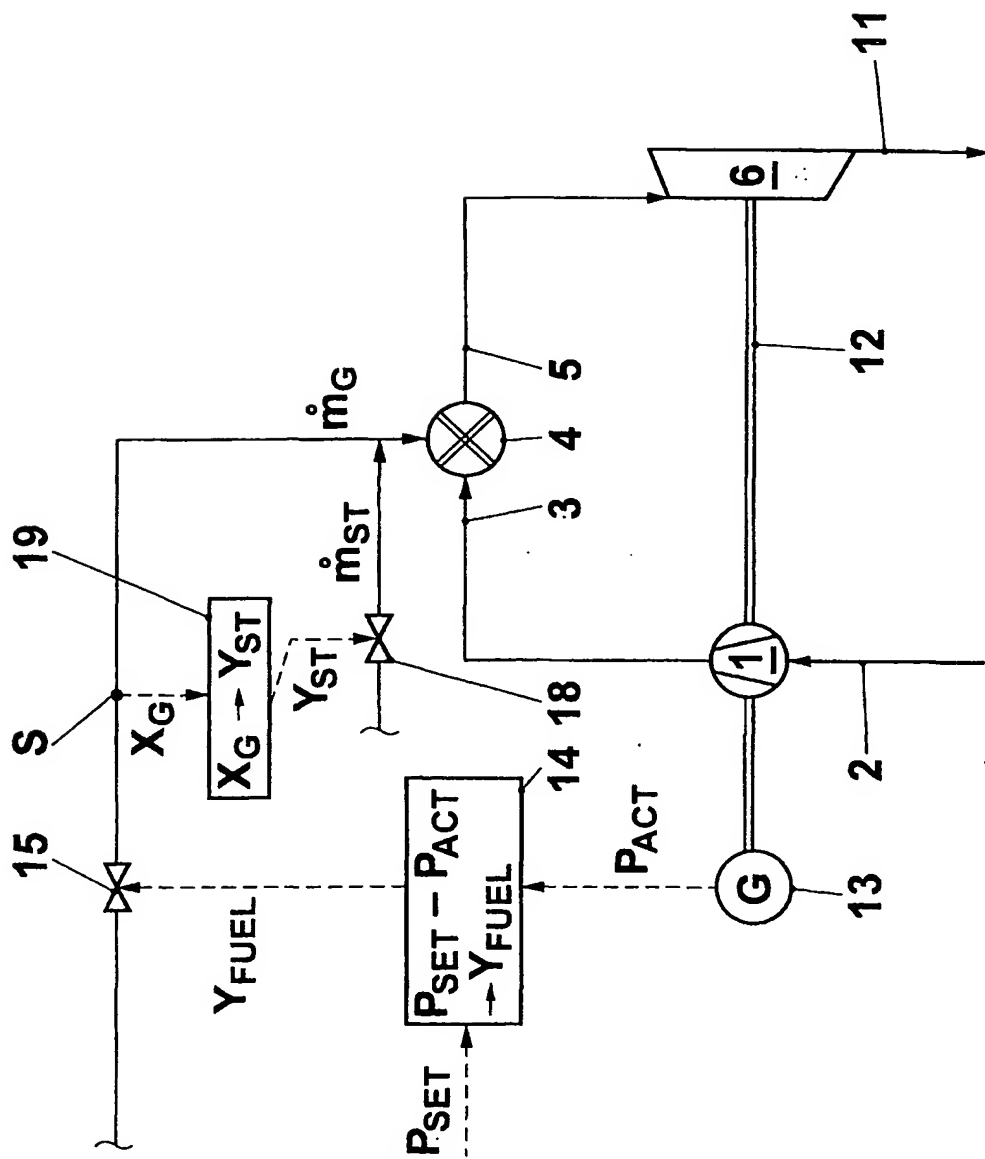 11
6
12
5
ṁG
4
3
ṁST
19
XG → YST
YST
18
1
2
S
XG
14
PSET – PACT
→ YFUEL
PACT
15
YFUEL
G
13
PSET